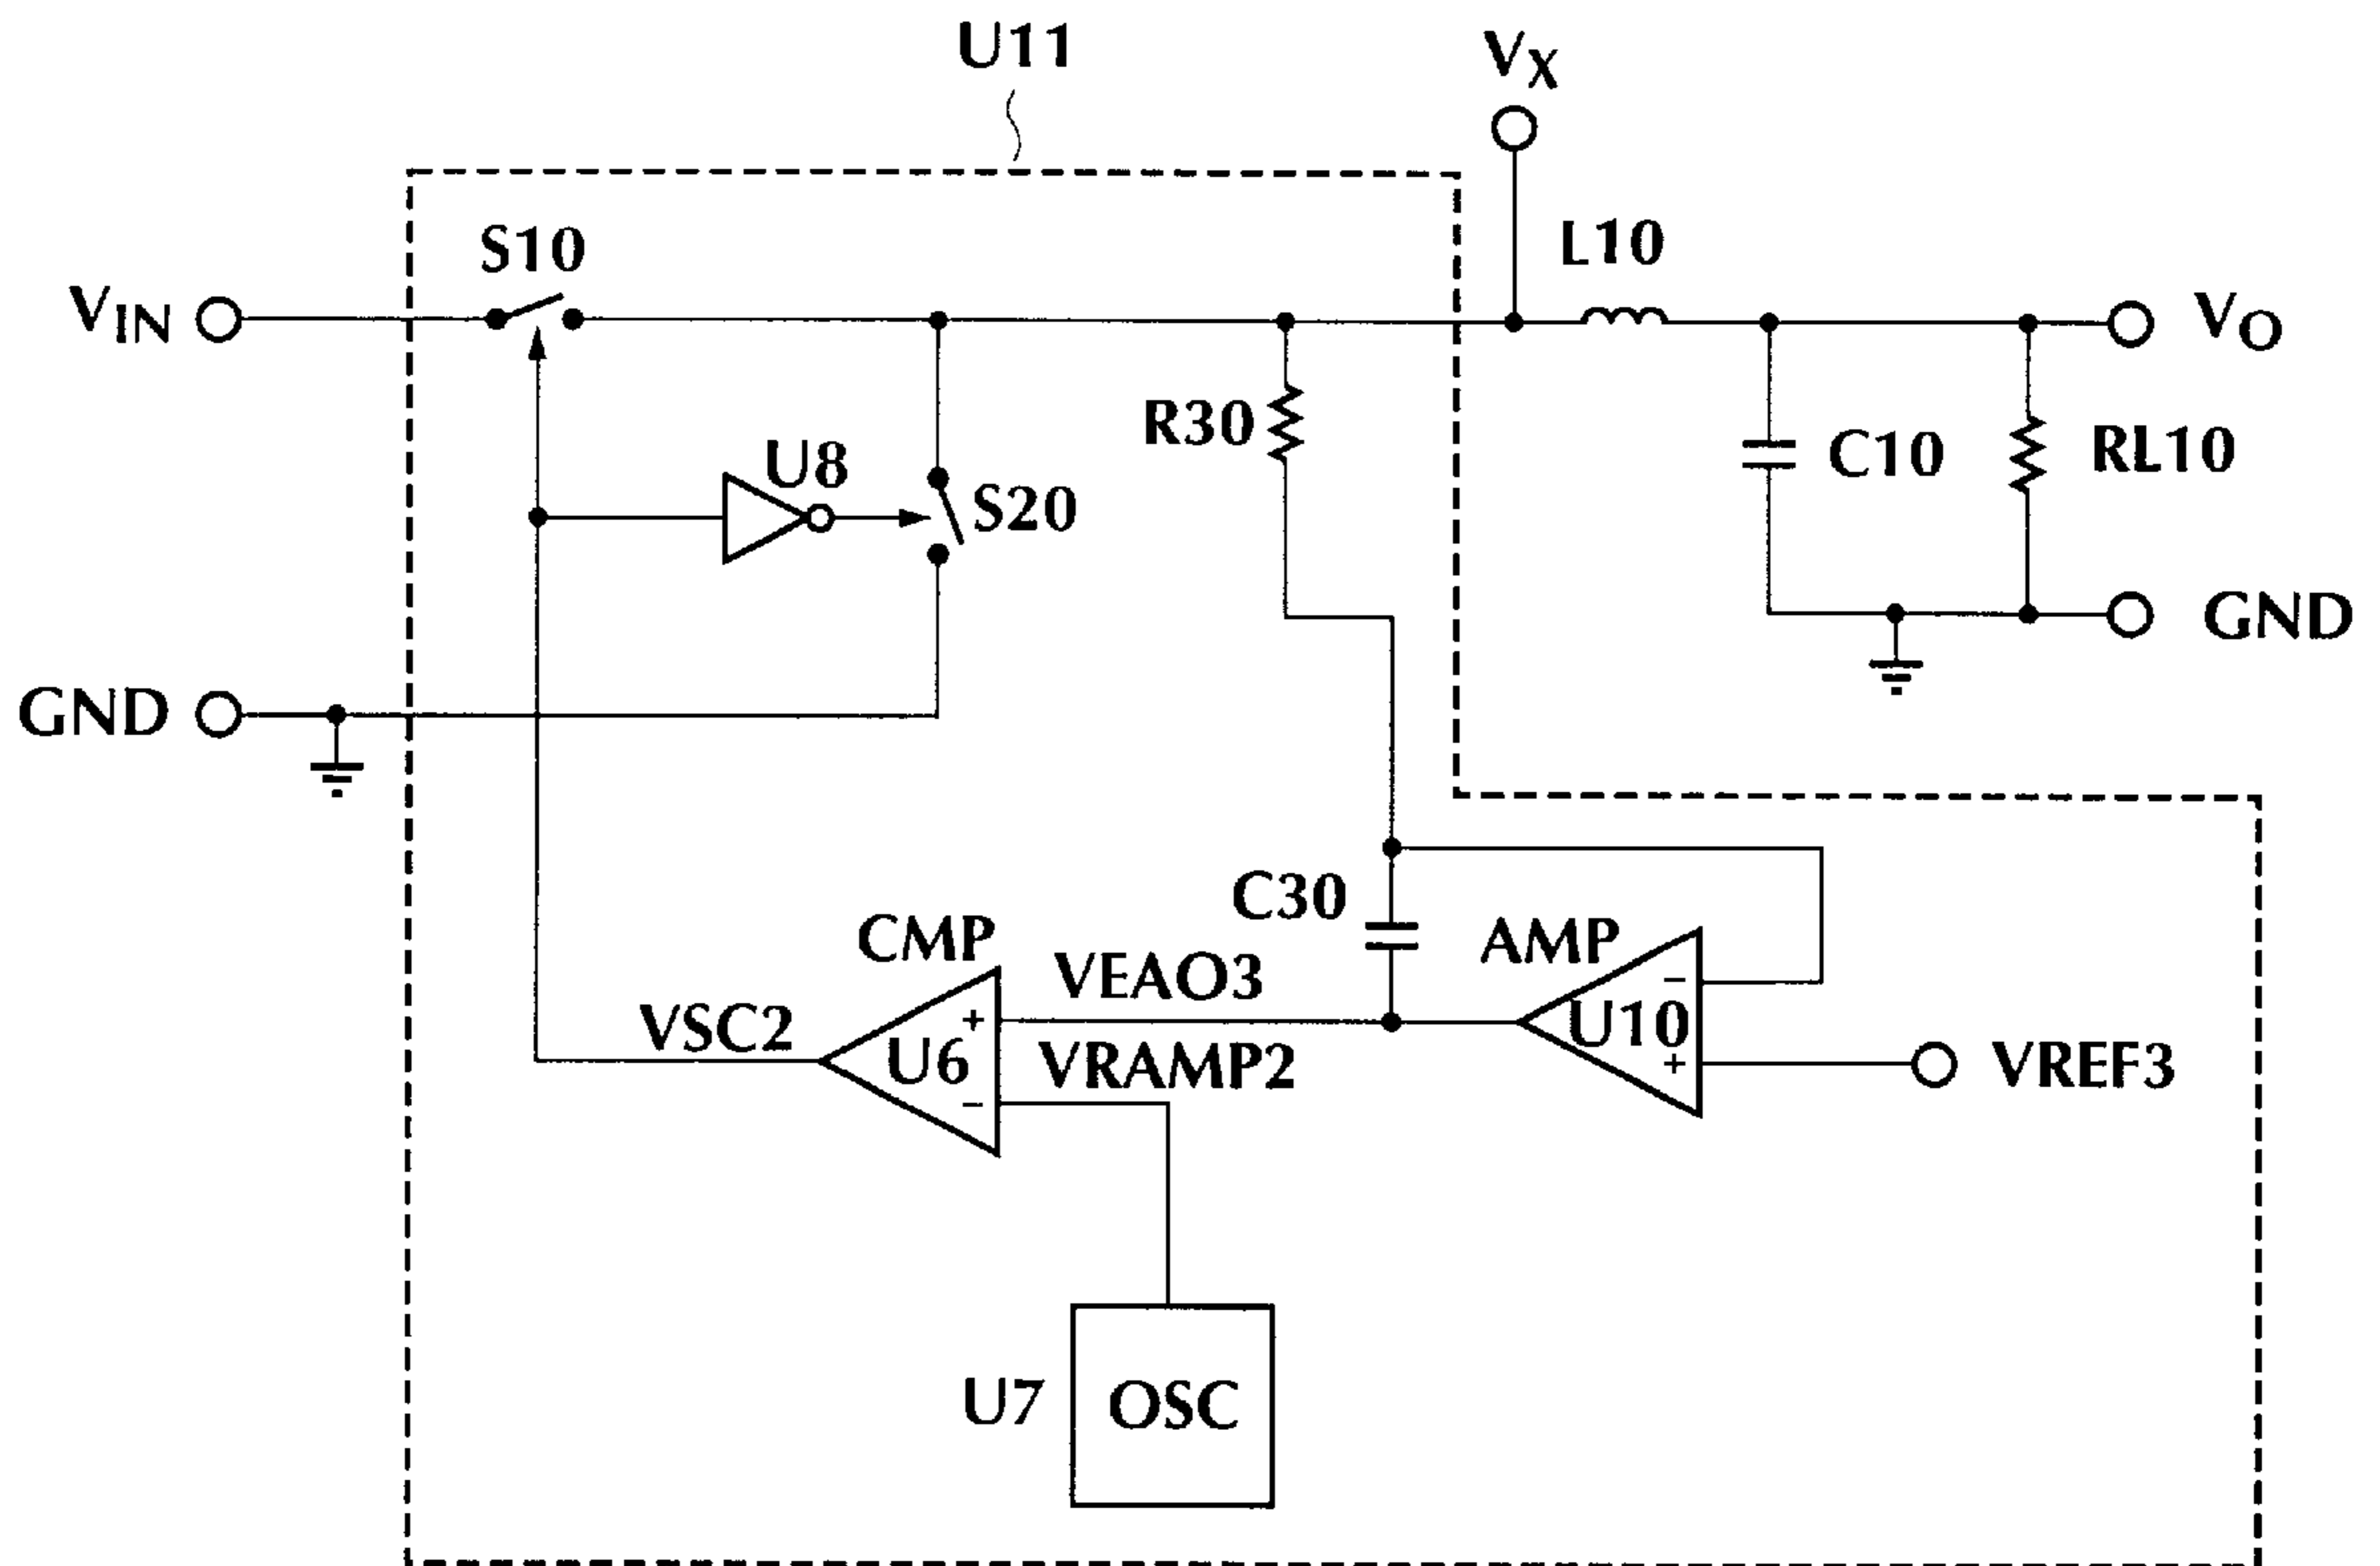 U11
VX
S10
L10
VIN
VO
R30
U8
C10
RL10
S20
GND
GND
C30
CMP
AMP
VEAO3
VSC2
+
U6
−
VRAMP2
−
U10
+
VREF3
U7
OSC